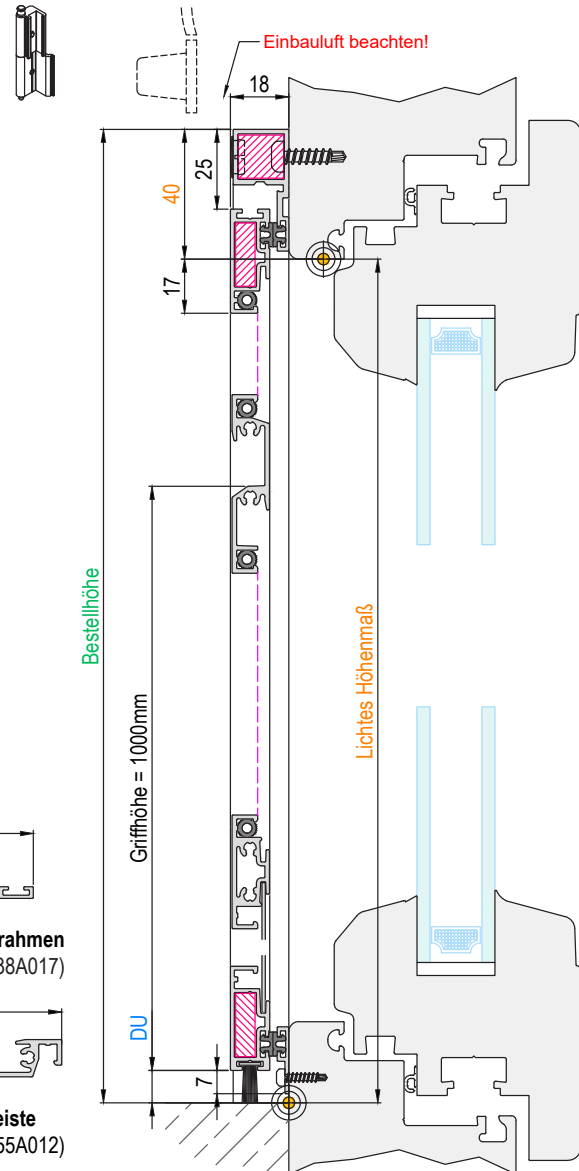 Einbauluft beachten!
18
25
40
17
Bestellhöhe
Griffhöhe = 1000mm
Lichtes Höhenmaß
rahmen
38A017)
DU
7
eiste
55A012)